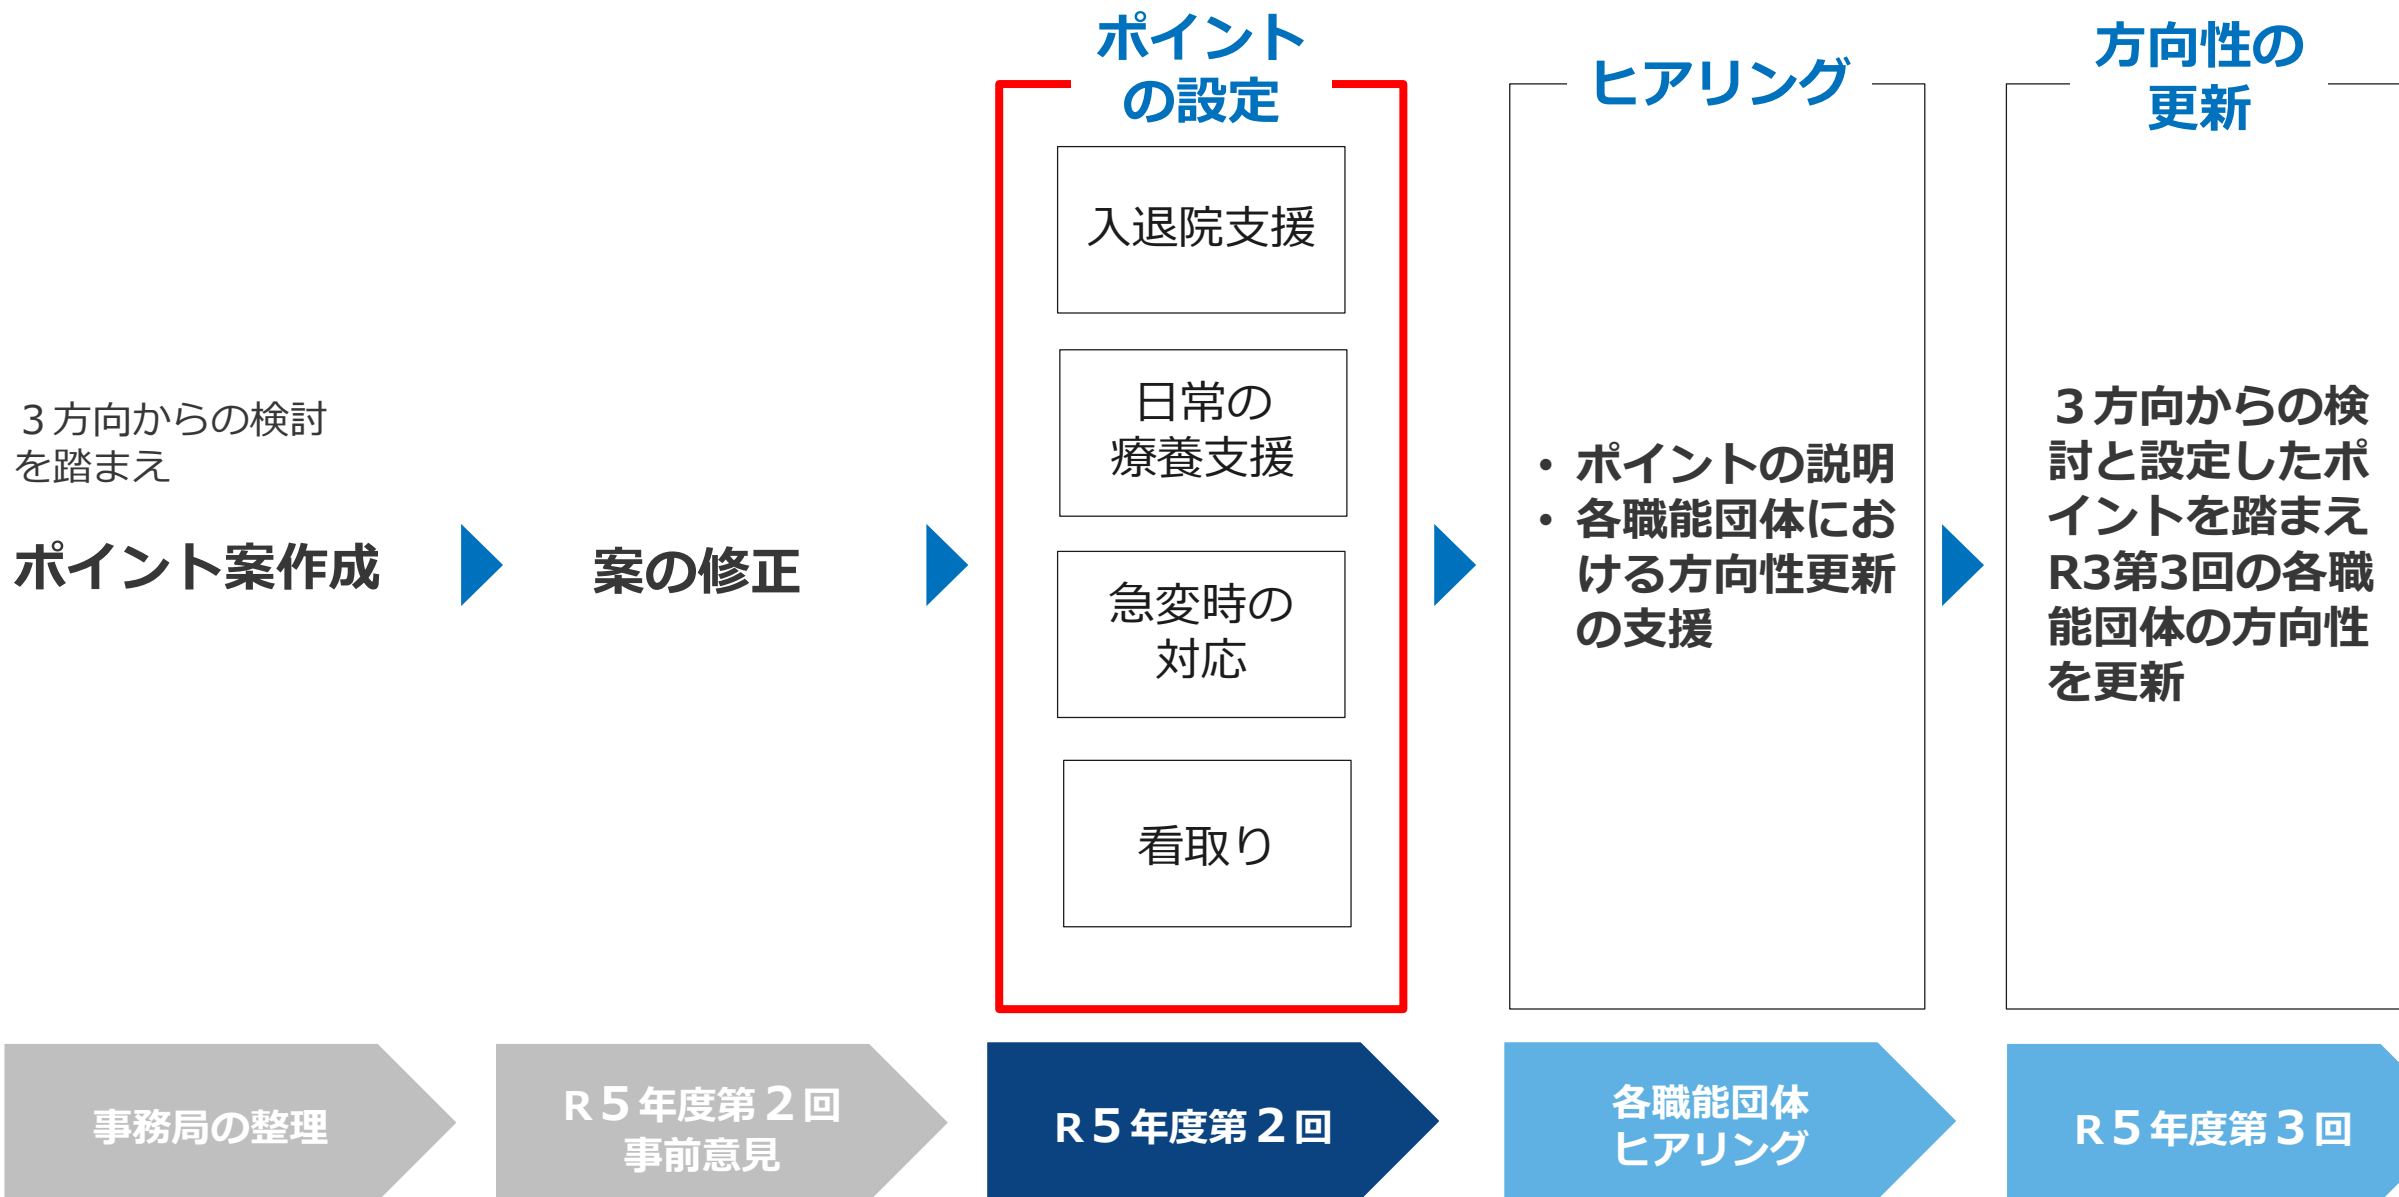 ３方向からの検討
を踏まえ
ポイント案作成
案の修正
ポイント
の設定
入退院支援
日常の
療養支援
急変時の
対応
看取り
ヒアリング
・ポイントの説明
・各職能団体にお
ける方向性更新
の支援
方向性の
更新
３方向からの検
討と設定したポ
イントを踏まえ
R3第3回の各職
能団体の方向性
を更新
事務局の整理
R５年度第２回
事前意見
R５年度第２回
各職能団体
ヒアリング
R５年度第３回